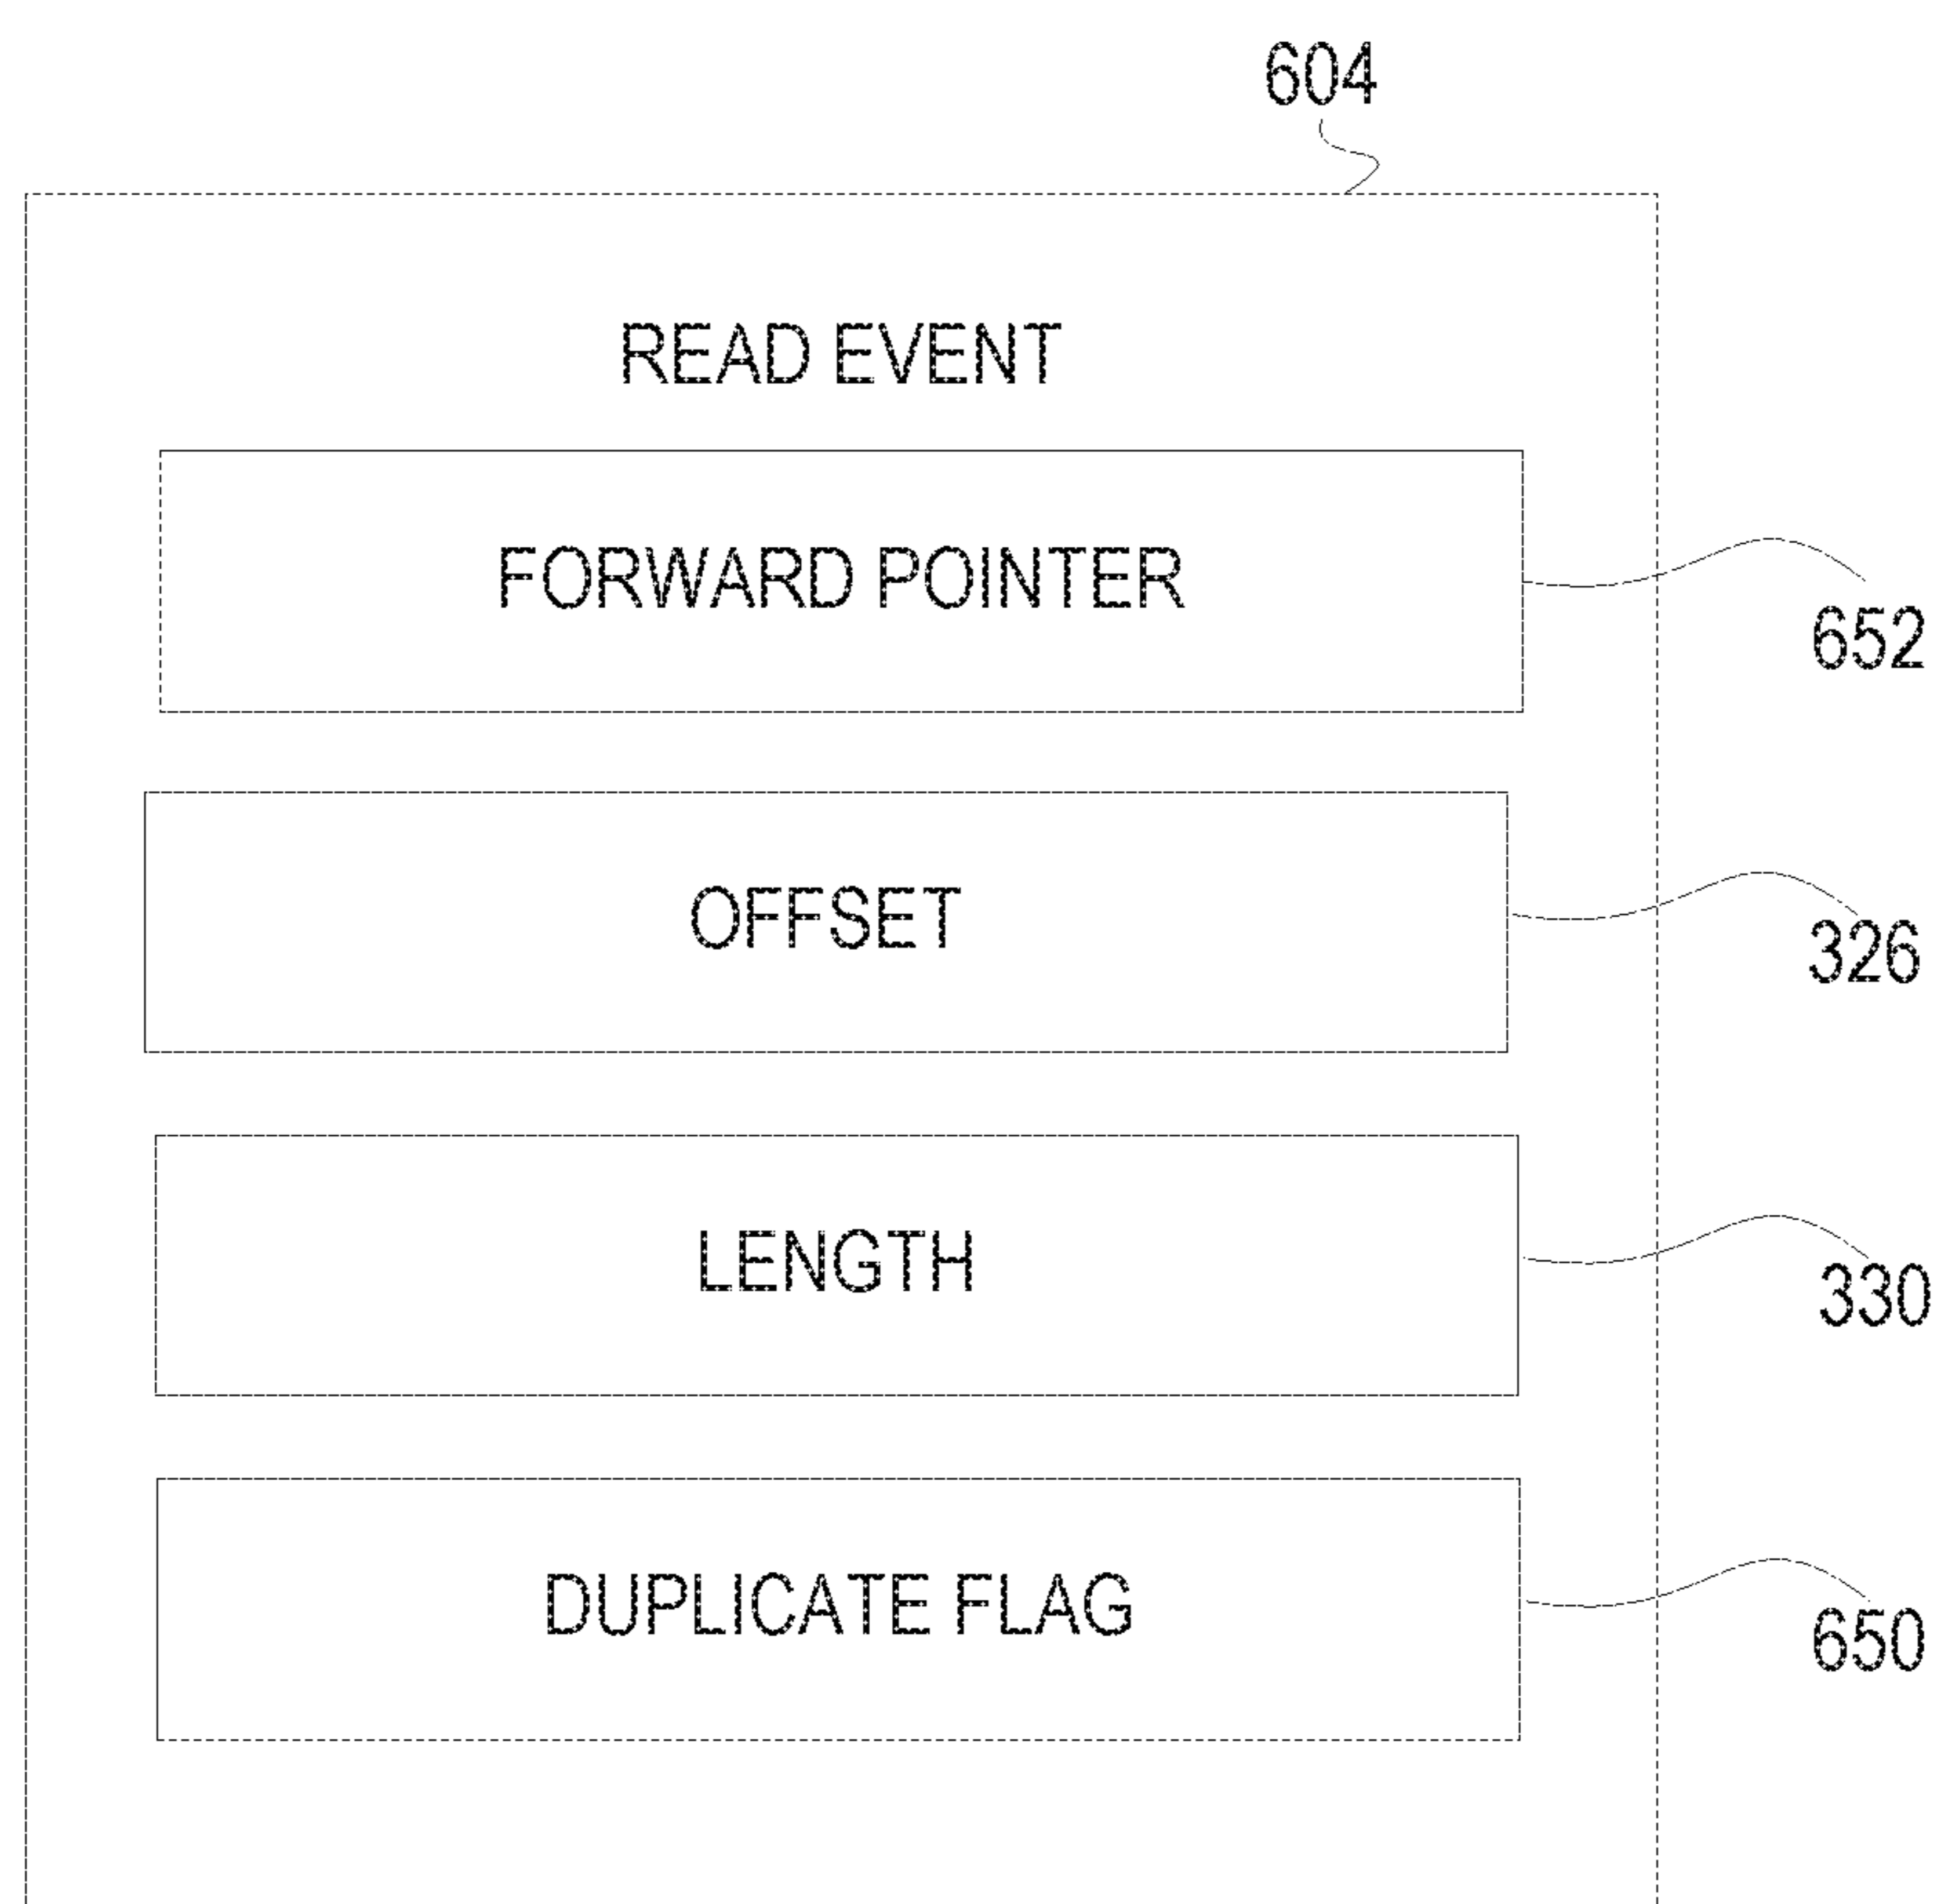 604
READ EVENT
FORWARD POINTER
652
OFFSET
326
LENGTH
330
DUPLICATE FLAG
650